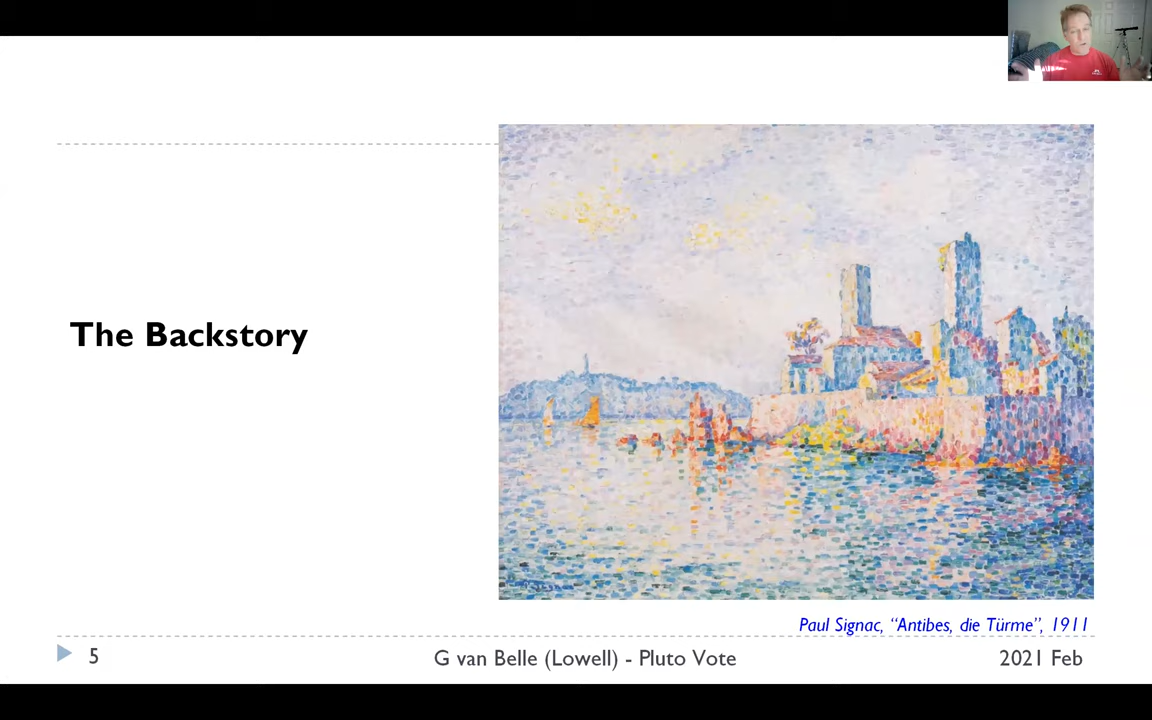 The Backstory
Paul Signac, “Antibes, die Türme”, 1911
5
G van Belle (Lowell) - Pluto Vote
2021 Feb